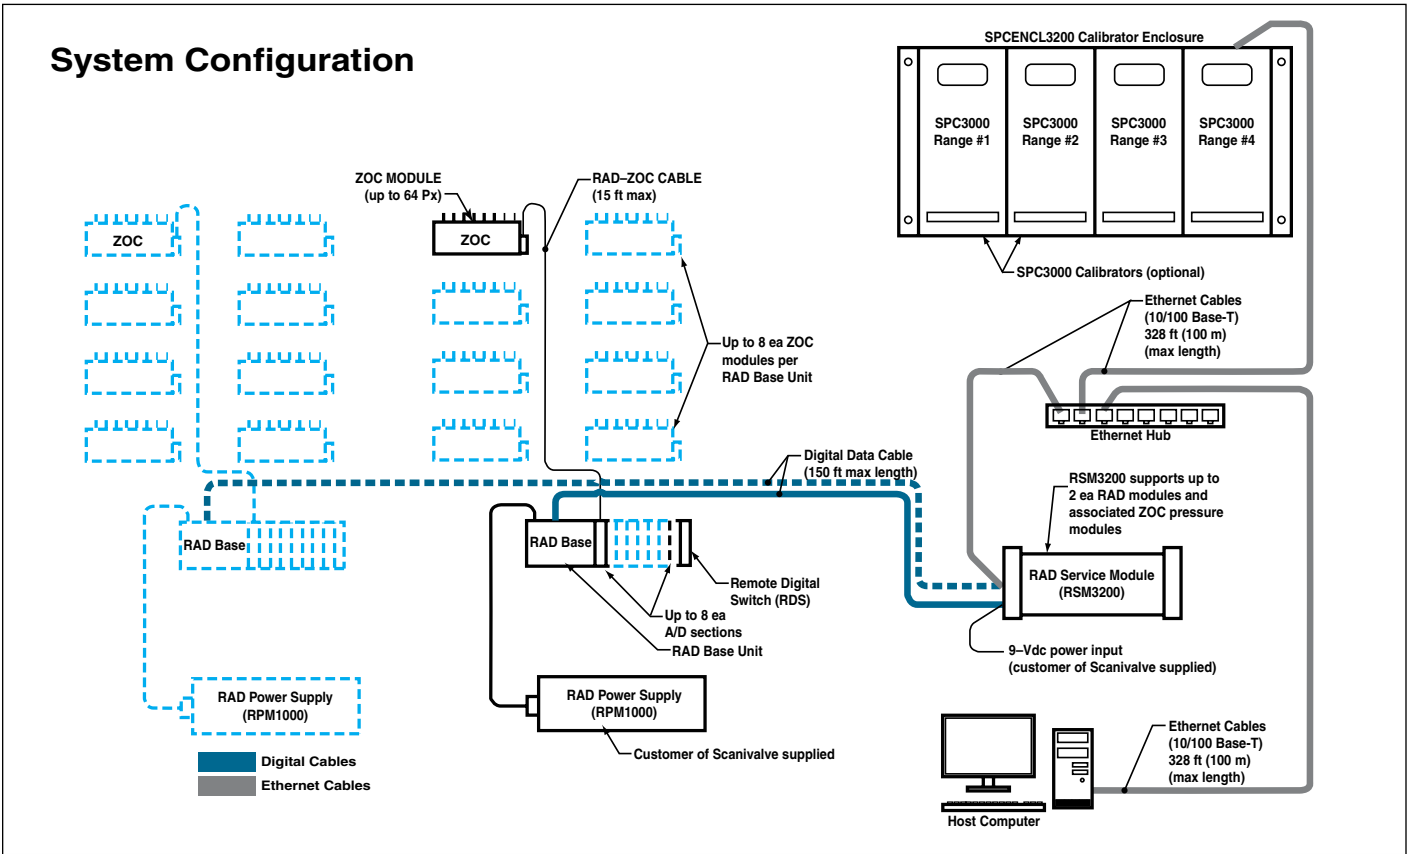 System Configuration
SPCENCL3200 Calibrator Enclosure
SPC3000
Range #1
SPC3000
Range #2
SPC3000
Range #3
SPC3000
Range #4
SPC3000 Calibrators (optional)
ZOC MODULE
(up to 64 Px)
RAD–ZOC CABLE
(15 ft max)
ZOC
ZOC
Up to 8 ea ZOC
modules per
RAD Base Unit
Ethernet Cables
(10/100 Base-T)
328 ft (100 m)
(max length)
Ethernet Hub
Digital Data Cable
(150 ft max length)
RSM3200 supports up to
2 ea RAD modules and
associated ZOC pressure
modules
RAD Base
RAD Base
Remote Digital
Switch (RDS)
Up to 8 ea
A/D sections
RAD Base Unit
RAD Service Module
(RSM3200)
9–Vdc power input
(customer of Scanivalve supplied)
RAD Power Supply
(RPM1000)
RAD Power Supply
(RPM1000)
Customer of Scanivalve supplied
Ethernet Cables
(10/100 Base-T)
328 ft (100 m)
(max length)
Host Computer
Digital Cables
Ethernet Cables